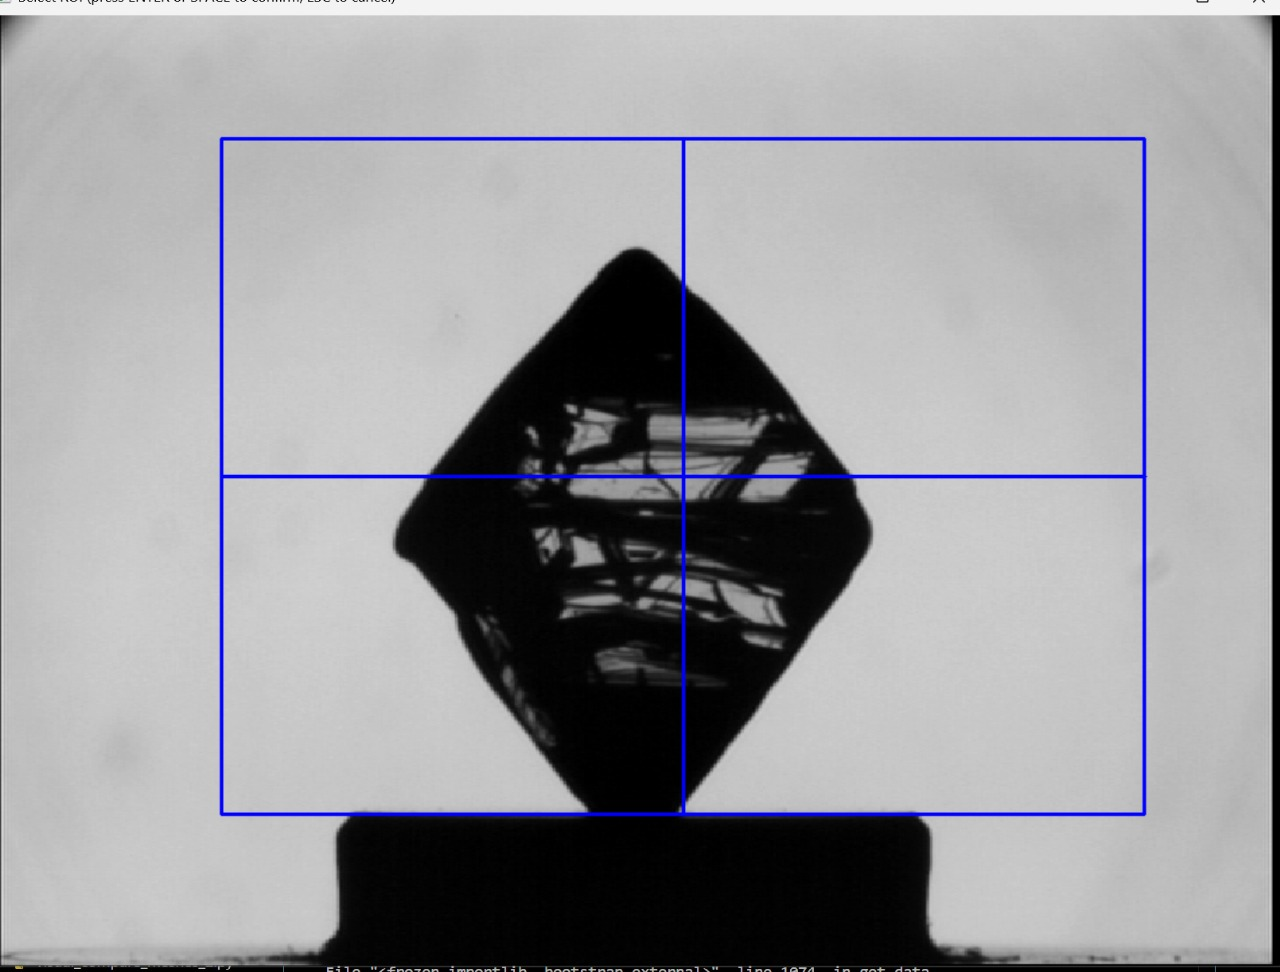 Select ROI (press ENTER or SPACE to confirm, ESC to cancel)
File "<frozen importlib._bootstrap_external>", line 1074, in get_data